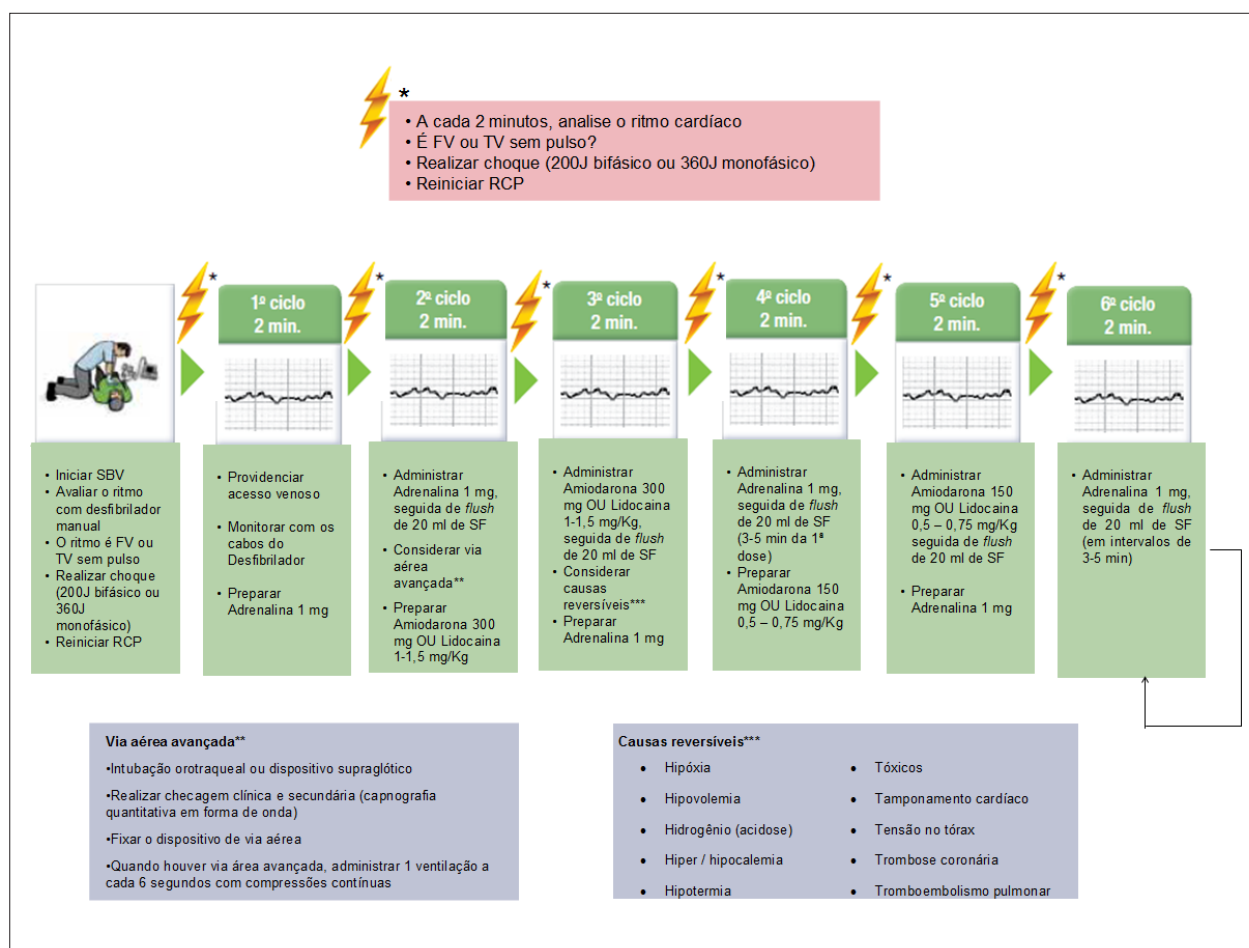 *
• A cada 2 minutos, analise o ritmo cardíaco
• É FV ou TV sem pulso?
• Realizar choque (200J bifásico ou 360J monofásico)
• Reiniciar RCP
*
*
*
*
*
*
1º ciclo
2 min.
2º ciclo
2 min.
3º ciclo
2 min.
4º ciclo
2 min.
5º ciclo
2 min.
6º ciclo
2 min.
• Iniciar SBV
• Avaliar o ritmo
com desfibrilador
manual
• O ritmo é FV ou
TV sem pulso
• Realizar choque
(200J bifásico ou
360J
monofásico)
• Reiniciar RCP
• Providenciar
acesso venoso
• Monitorar com os
cabos do
Desfibrilador
• Preparar
Adrenalina 1 mg
• Administrar
Adrenalina 1 mg,
seguida de flush
de 20 ml de SF
• Considerar via
aérea
avançada**
• Preparar
Amiodarona 300
mg OU Lidocaina
1-1,5 mg/Kg
• Administrar
Amiodarona 300
mg OU Lidocaina
1-1,5 mg/Kg,
seguida de flush
de 20 ml de SF
• Considerar
causas
reversíveis***
• Preparar
Adrenalina 1 mg
• Administrar
Adrenalina 1 mg,
seguida de flush
de 20 ml de SF
(3-5 min da 1ª
dose)
• Preparar
Amiodarona 150
mg OU Lidocaina
0,5 – 0,75 mg/Kg
• Administrar
Amiodarona 150
mg OU Lidocaina
0,5 – 0,75 mg/Kg
seguida de flush
de 20 ml de SF
• Preparar
Adrenalina 1 mg
• Administrar
Adrenalina 1 mg,
seguida de flush
de 20 ml de SF
(em intervalos de
3-5 min)
Via aérea avançada**
•Intubação orotraqueal ou dispositivo supraglótico
•Realizar checagem clínica e secundária (capnografia
quantitativa em forma de onda)
•Fixar o dispositivo de via aérea
•Quando houver via área avançada, administrar 1 ventilação a
cada 6 segundos com compressões contínuas
Causas reversíveis***
• Hipóxia
• Hipovolemia
• Hidrogênio (acidose)
• Hiper / hipocalemia
• Hipotermia
• Tóxicos
• Tamponamento cardíaco
• Tensão no tórax
• Trombose coronária
• Tromboembolismo pulmonar